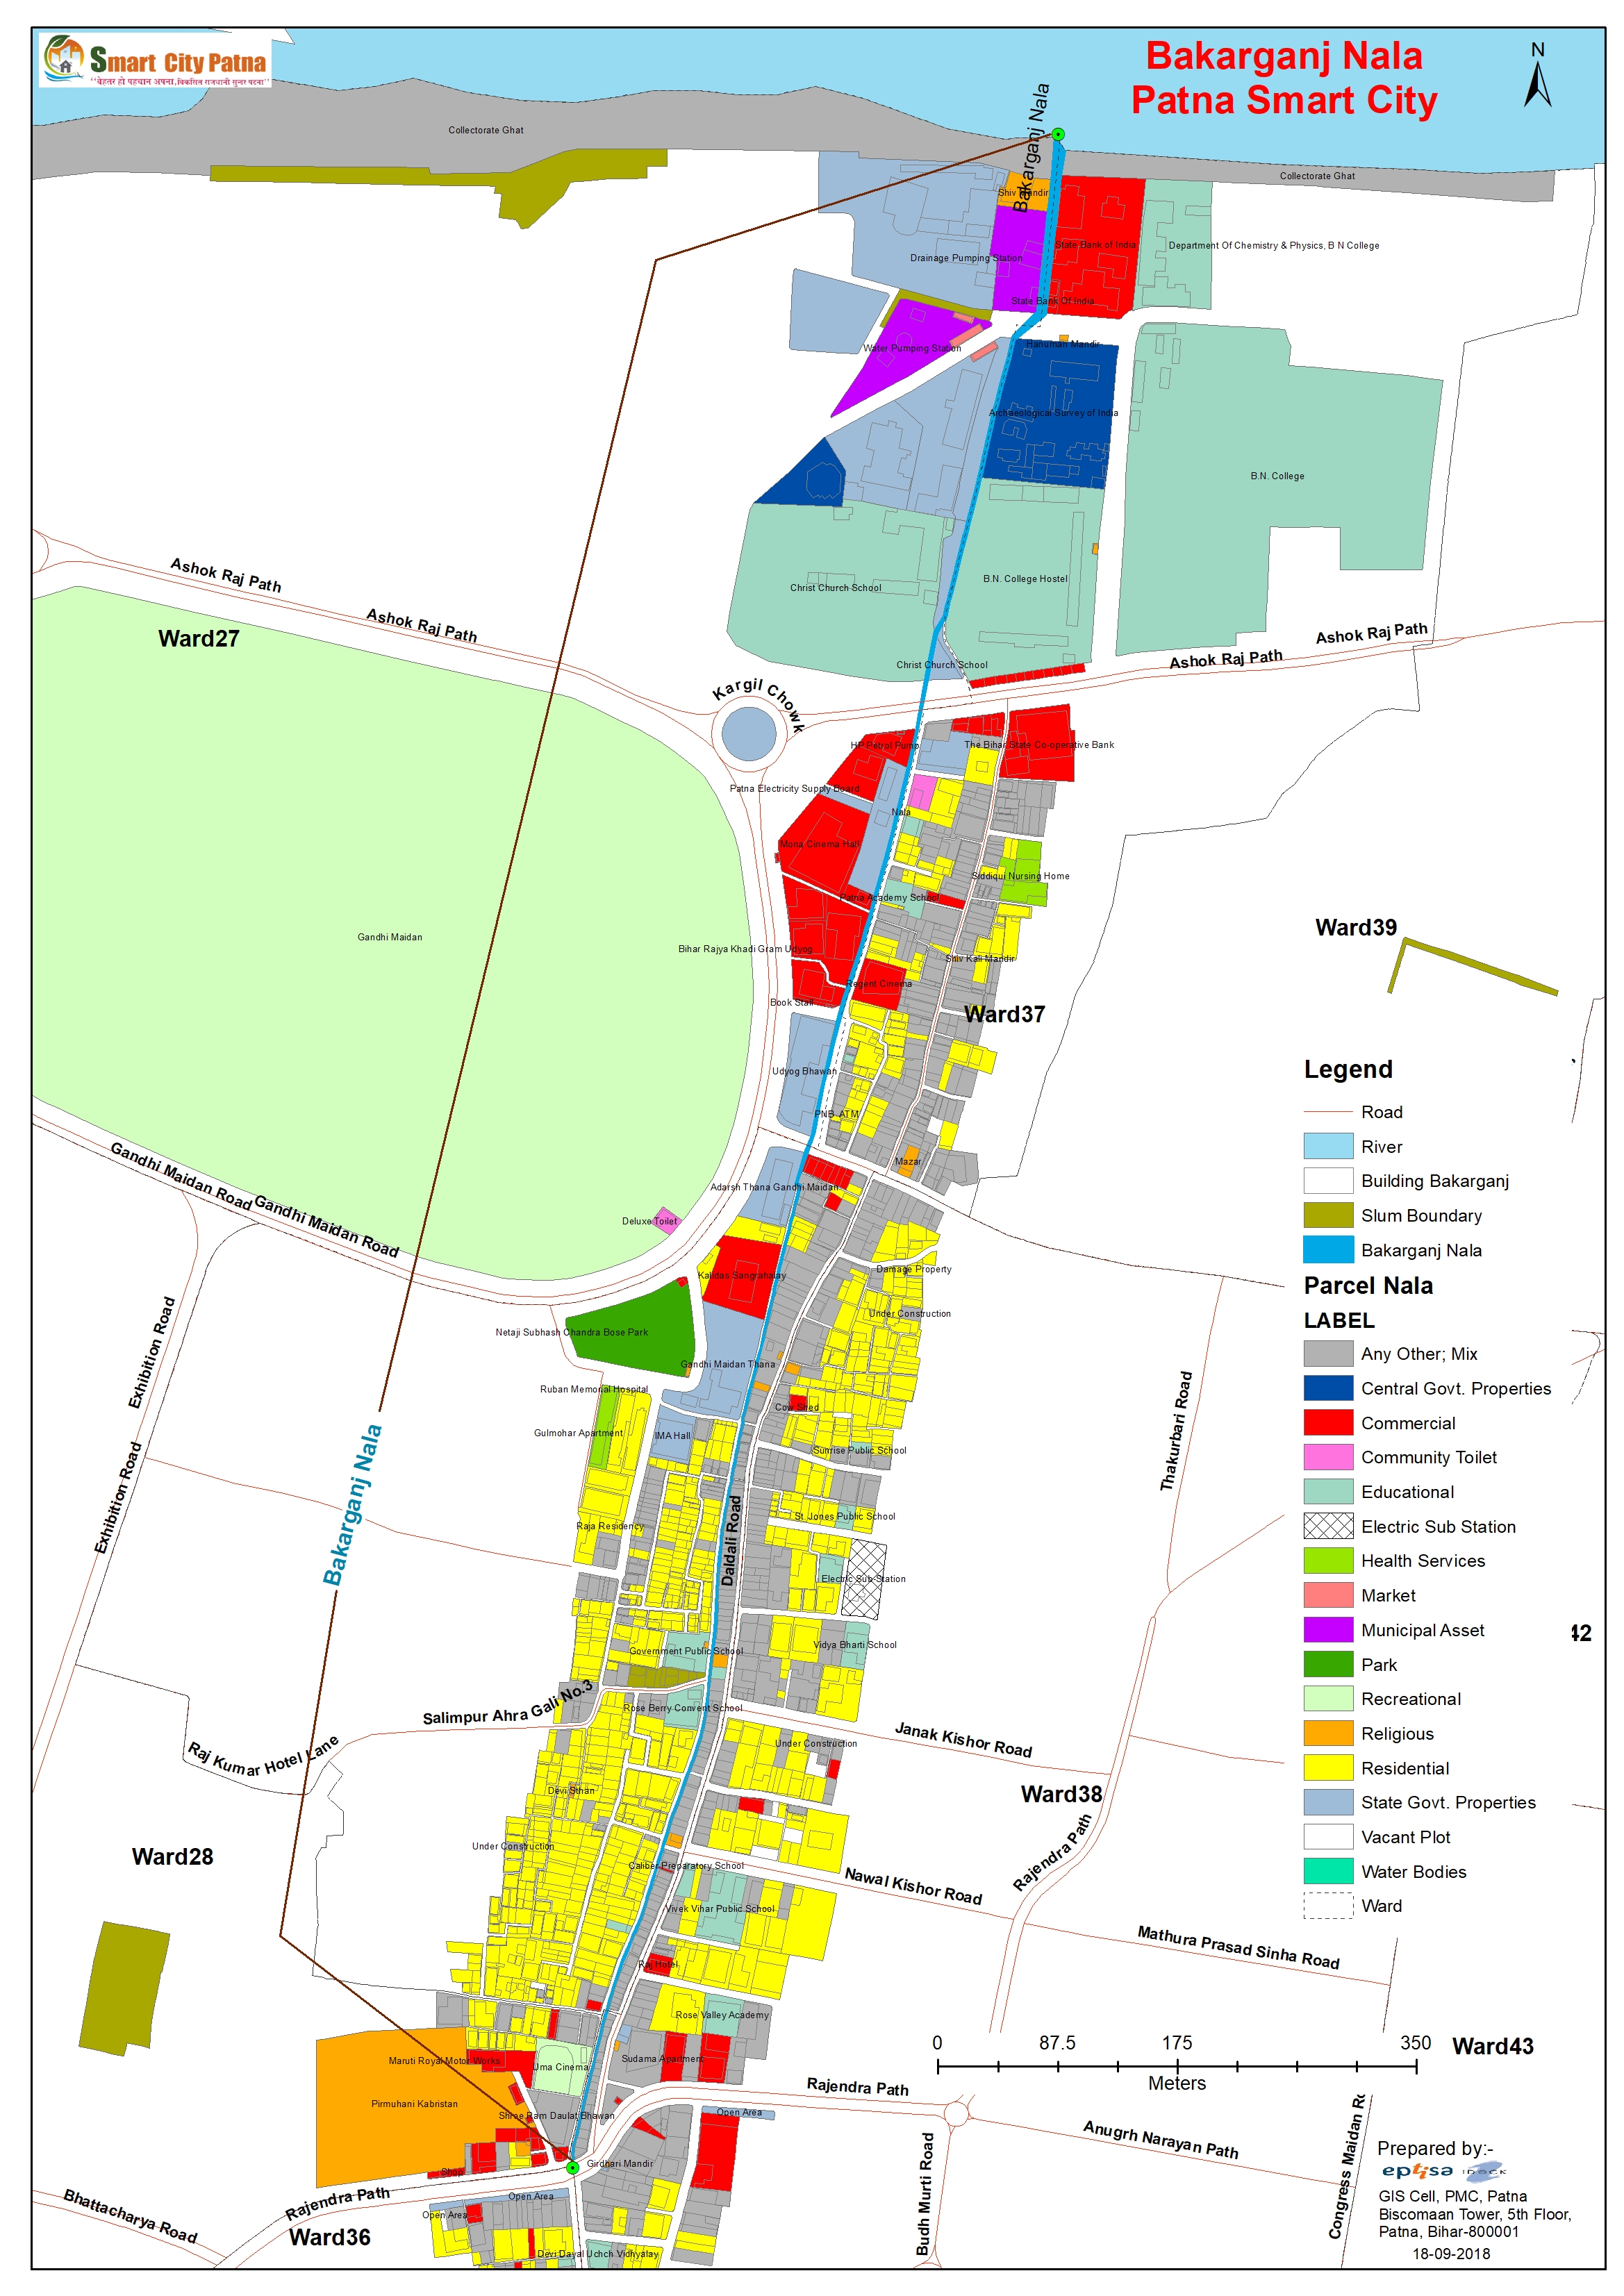 Smart City Patna
"बेहतर हो पहचान अपना,विकसित राजधानी सुन्दर पटना"
Bakarganj Nala
Patna Smart City
N
Bakarganj Nala
Collectorate Ghat
Collectorate Ghat
Shiv Mandir
State Bank of India
Department Of Chemistry & Physics, B N College
Drainage Pumping Station
State Bank Of India
Hanuman Mandir
Water Pumping Station
Archaeological Survey of India
B.N. College
B.N. College Hostel
Christ Church School
Ashok Raj Path
Ashok Raj Path
Ward27
Ashok Raj Path
Ashok Raj Path
Christ Church School
Kargil Chowk
HP Petrol Pump
The Bihar State Co-operative Bank
Patna Electricity Supply Board
Nala
Mona Cinema Hall
Siddiqui Nursing Home
Patna Academy School
Ward39
Gandhi Maidan
Bihar Rajya Khadi Gram Udyog
Shiv Kali Mandir
Regent Cinema
Book Stall
Ward37
Udyog Bhawan
PNB ATM
Mazar
Gandhi Maidan Road
Gandhi Maidan Road
Adarsh Thana Gandhi Maidan
Deluxe Toilet
Damage Property
Kalidas Sangrahalay
Under Construction
Netaji Subhash Chandra Bose Park
Gandhi Maidan Thana
Ruban Memorial Hospital
Cow Shed
Gulmohar Apartment
IMA Hall
Sunrise Public School
Exhibition Road
Exhibition Road
Bakarganj Nala
Thakurbari Road
Raja Residency
Daldali Road
St. Jones Public School
Electric Sub Station
Government Public School
Vidya Bharti School
Salimpur Ahra Gali No.3
Rose Berry Convent School
Janak Kishor Road
Under Construction
Raj Kumar Hotel Lane
Devi Sthan
Ward38
Rajendra Path
Under Construction
Ward28
Caliber Preparatory School
Nawal Kishor Road
Vivek Vihar Public School
Mathura Prasad Sinha Road
Raj Hotel
Rose Valley Academy
Maruti Royal Motor Works
Uma Cinema
Sudama Apartment
Pirmuhani Kabristan
Shree Ram Daulat Bhawan
Rajendra Path
Open Area
Anugrh Narayan Path
Shop
Girdhari Mandir
Rajendra Path
Open Area
Open Area
Bhattacharya Road
Ward36
Devi Dayal Uchch Vidhyalay
Budh Murti Road
Congress Maidan
Legend
Road
River
Building Bakarganj
Slum Boundary
Bakarganj Nala
Parcel Nala
LABEL
Any Other; Mix
Central Govt. Properties
Commercial
Community Toilet
Educational
Electric Sub Station
Health Services
Market
Municipal Asset
42
Park
Recreational
Religious
Residential
State Govt. Properties
Vacant Plot
Water Bodies
Ward
0 87.5 175 350
Meters
Ward43
Prepared by:-
eptisa
GIS Cell, PMC, Patna
Biscomaan Tower, 5th Floor,
Patna, Bihar-800001
18-09-2018